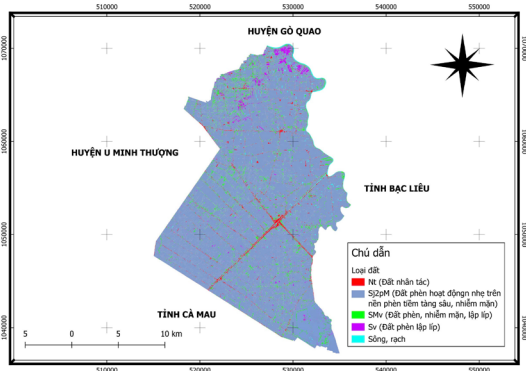 510000 520000 530000 540000 550000
HUYỆN GÒ QUAO
1070000 1070000
1060000 1060000
HUYỆN U MINH THƯỢNG
TỈNH BẠC LIÊU
1050000 1050000
Chú dẫn
Loại đất
Nt (Đất nhân tác)
Sj2pM (Đất phèn hoạt độngn nhẹ trên
nền phèn tiềm tàng sâu, nhiễm mặn)
SMv (Đất phèn, nhiễm mặn, lập líp)
Sv (Đất phèn lập líp)
Sông, rạch
TỈNH CÀ MAU
1040000 1040000
5 0 5 10 km
510000 520000 530000 540000 550000